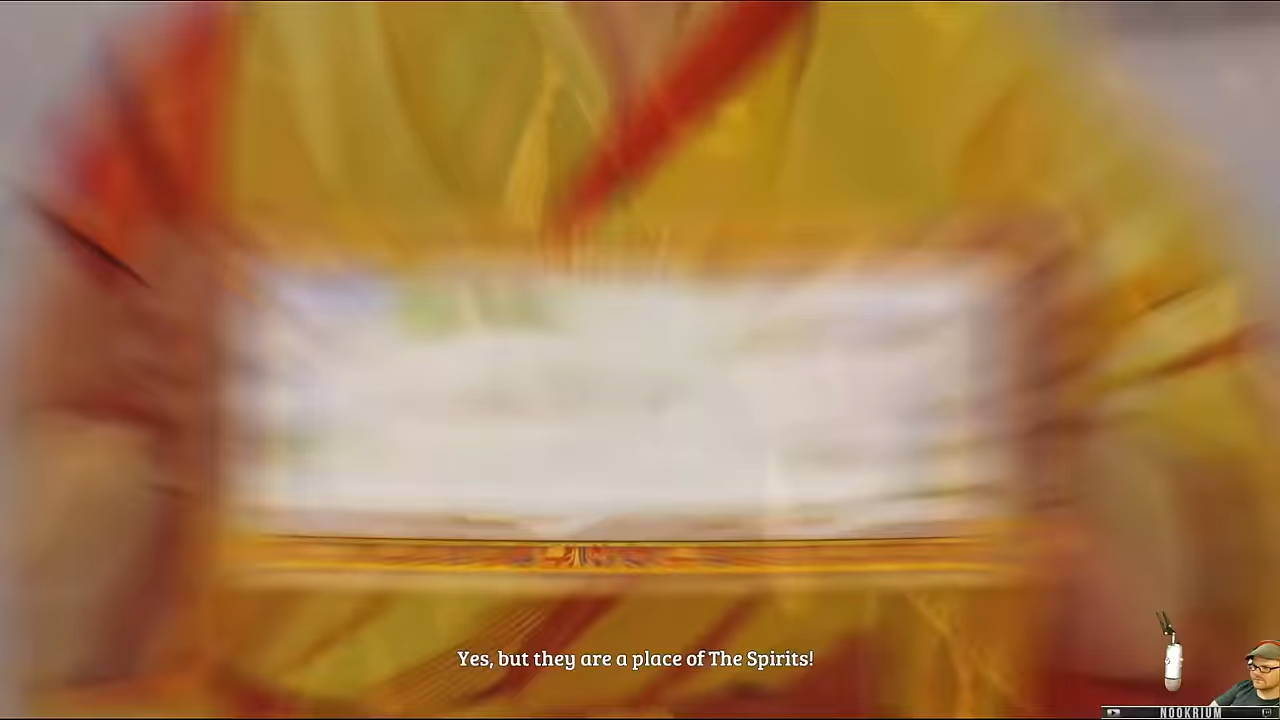 Yes, but they are a place of The Spirits!
NOOKRIUM